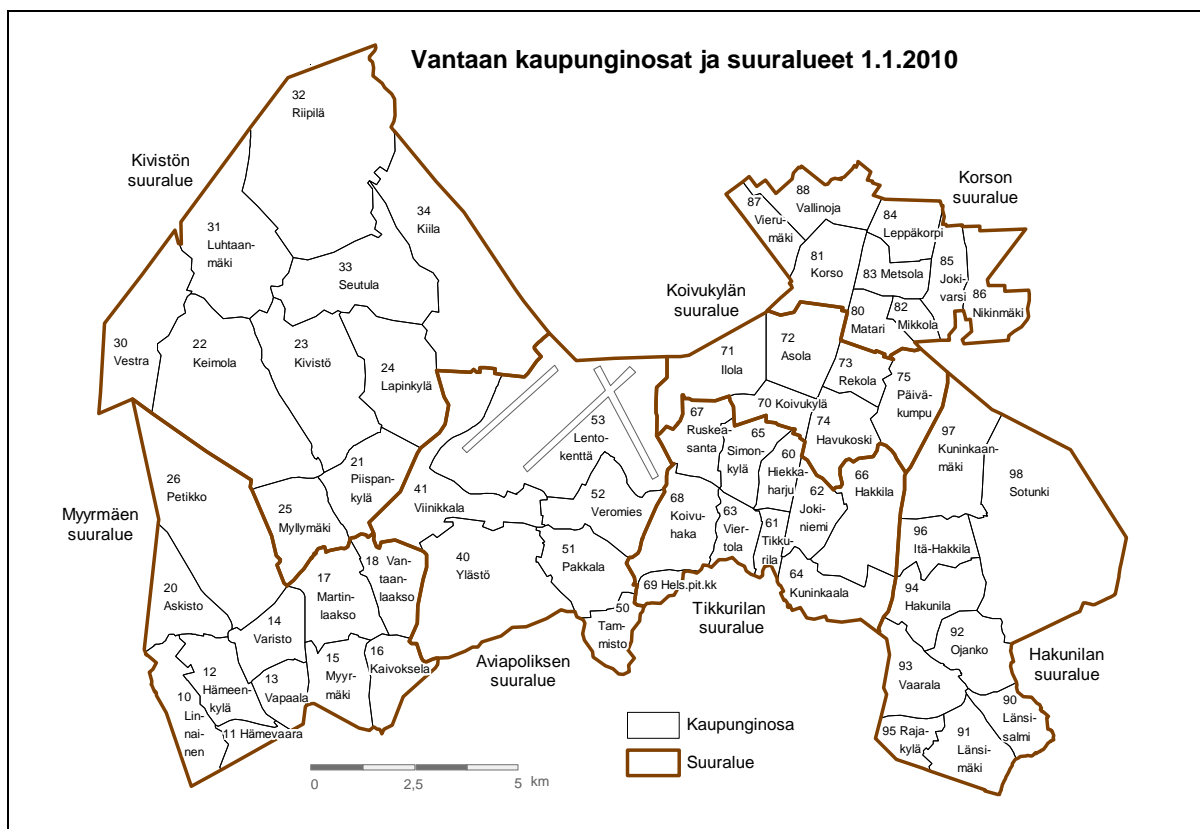 Vantaan kaupunginosat ja suuralueet 1.1.2010
Kivistön
suuralue
32
Riipilä
31
Luhtaan-
mäki
34
Kiila
33
Seutula
30
Vestra
22
Keimola
23
Kivistö
24
Lapinkylä
21
Piispan-
kylä
25
Myllymäki
Korson
suuralue
88
Vallinoja
87
Vieru-
mäki
84
Leppäkorpi
81
Korso
83 Metsola
85
Joki-
varsi
86
Nikinmäki
80
Matari
82
Mikkola
Koivukylän
suuralue
71
Ilola
72
Asola
73
Rekola
75
Päivä-
kumpu
70 Koivukylä
74
Havukoski
Myyrmäen
suuralue
26
Petikko
20
Askisto
17
Martin-
laakso
18 Van-
taan-
laakso
14
Varisto
12
Hämeen-
kylä
13
Vapaala
15
Myyr-
mäki
16
Kaivoksela
10
Lin-
nai-
nen
11 Hämevaara
Aviapoliksen
suuralue
53
Lento-
kenttä
41
Viinikkala
52
Veromies
40
Ylästö
51
Pakkala
50
Tam-
misto
Tikkurilan
suuralue
67
Ruskea-
santa
65
Simon-
kylä
60
Hiekka-
harju
62
Joki-
niemi
66
Hakkila
68
Koivu-
haka
63
Vier-
tola
61
Tikku-
rila
64
Kuninkaala
69 Hels.pit.kk
Hakunilan
suuralue
97
Kuninkaan-
mäki
98
Sotunki
96
Itä-Hakkila
94
Hakunila
92
Ojanko
93
Vaarala
90
Länsi-
salmi
95 Raja-
kylä
91
Länsi-
mäki
Kaupunginosa
Suuralue
0
2,5
5
km